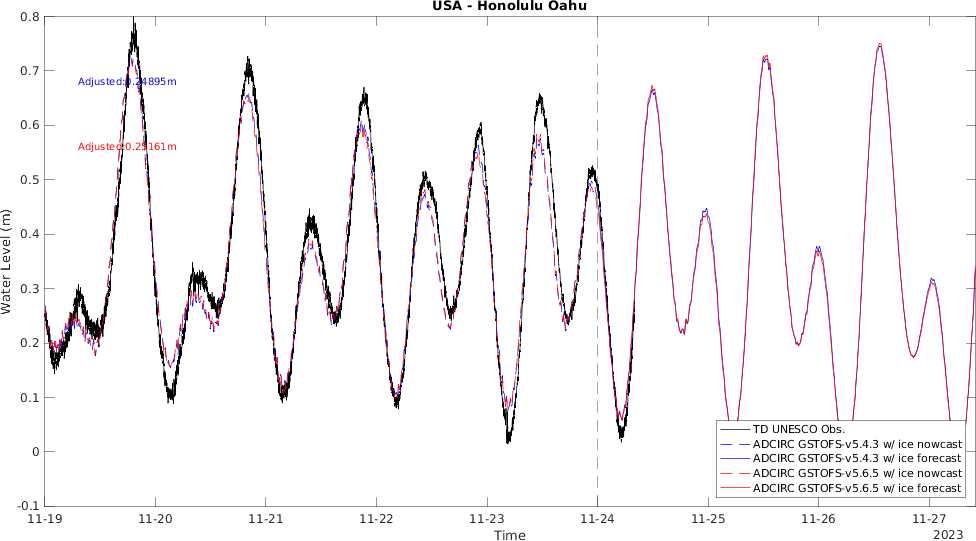 USA - Honolulu Oahu
0.8
0.7
0.6
0.5
0.4
0.3
0.2
0.1
0
-0.1
Water Level (m)
Adjusted:0.24895m
Adjusted:0.25161m
TD UNESCO Obs.
ADCIRC GSTOFS-v5.4.3 w/ ice nowcast
ADCIRC GSTOFS-v5.4.3 w/ ice forecast
ADCIRC GSTOFS-v5.6.5 w/ ice nowcast
ADCIRC GSTOFS-v5.6.5 w/ ice forecast
11-19 11-20 11-21 11-22 11-23 11-24 11-25 11-26 11-27
Time
2023